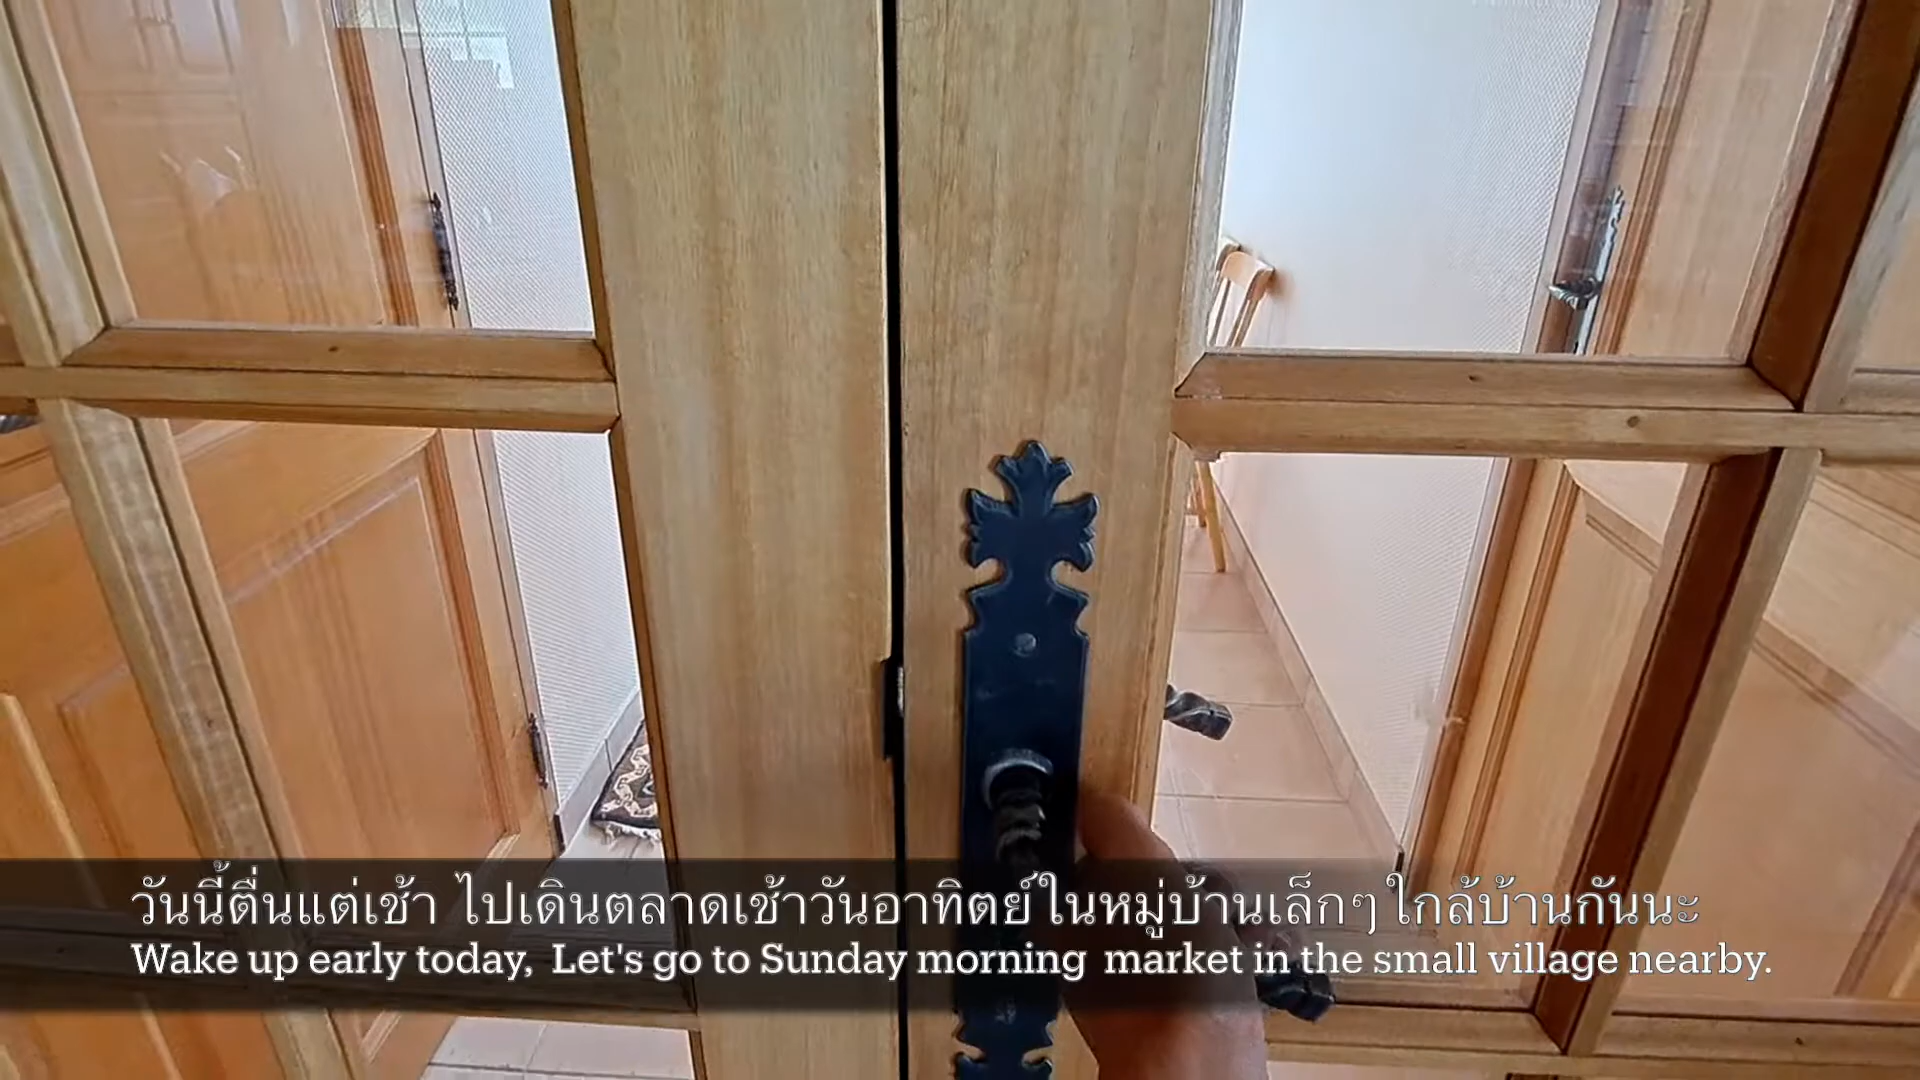 วันนี้ตื่นแต่เช้า ไปเดินตลาดเช้าวันอาทิตย์ในหมู่บ้านเล็กๆ ใกล้บ้านกันนะ
Wake up early today, Let's go to Sunday morning market in the small village nearby.